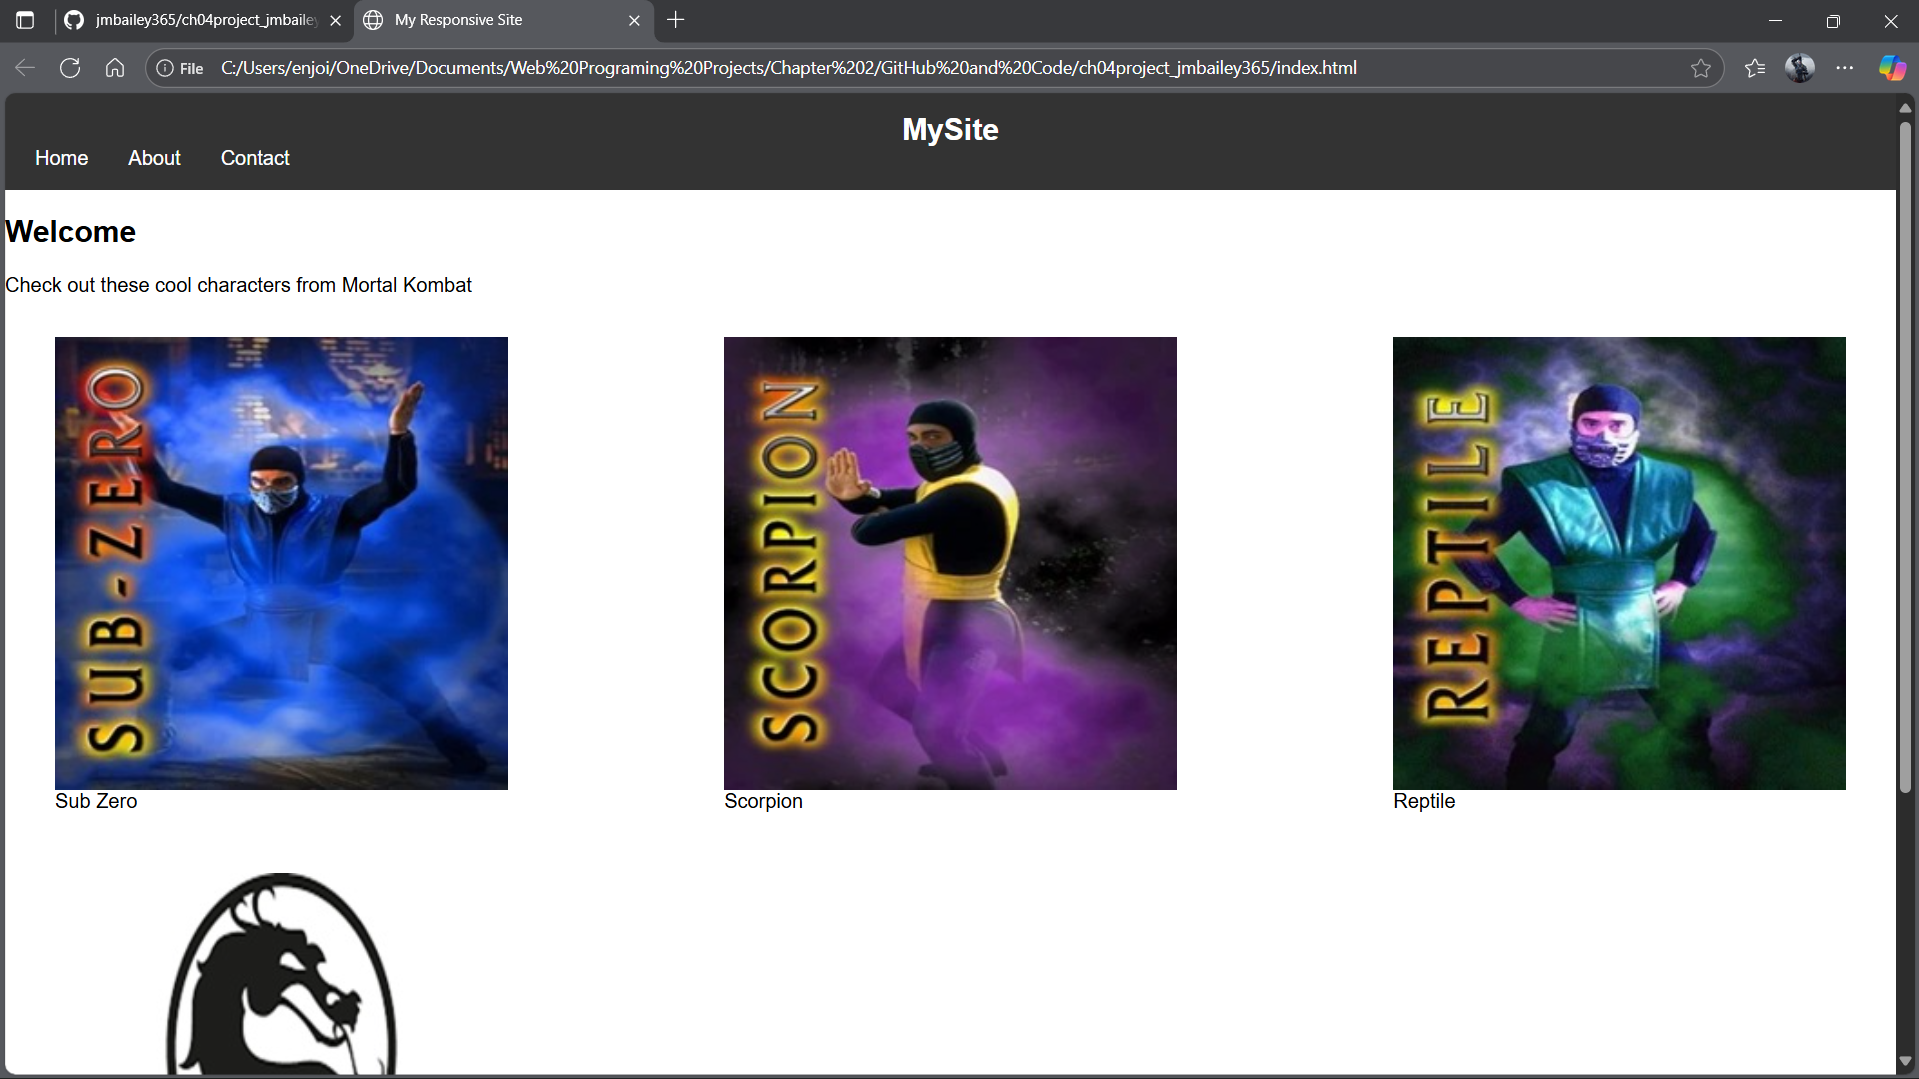 jmbailey365/ch04project_jmbailey
My Responsive Site
File
C:/Users/enjoi/OneDrive/Documents/Web%20Programing%20Projects/Chapter%202/GitHub%20and%20Code/ch04project_jmbailey365/index.html
MySite
Home About Contact
Welcome
Check out these cool characters from Mortal Kombat
SUB-ZERO
SCORPION
REPTILE
Sub Zero
Scorpion
Reptile